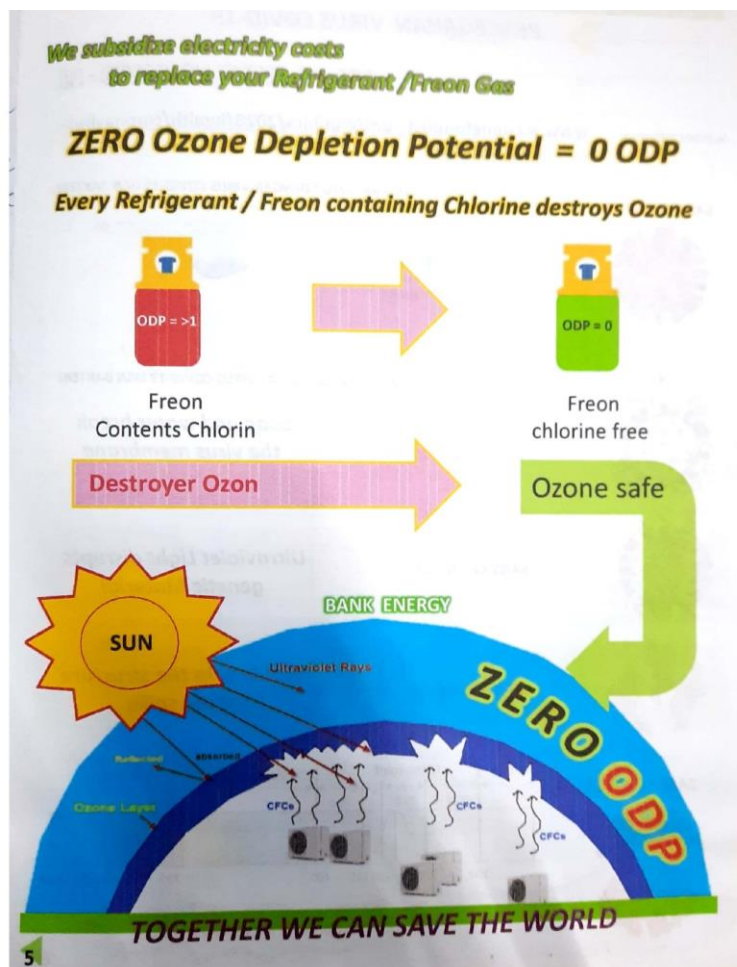 We subsidize electricity costs
to replace your Refrigerant /Freon Gas
ZERO Ozone Depletion Potential = 0 ODP
Every Refrigerant / Freon containing Chlorine destroys Ozone
ODP = >1
ODP = 0
Freon
Contents Chlorin
Freon
chlorine free
Destroyer Ozon
Ozone safe
BANK ENERGY
SUN
Ultraviolet Rays
ZERO ODP
Reflected
absorbed
Ozone Layer
CFCs
CFCs
CFCs
TOGETHER WE CAN SAVE THE WORLD
5